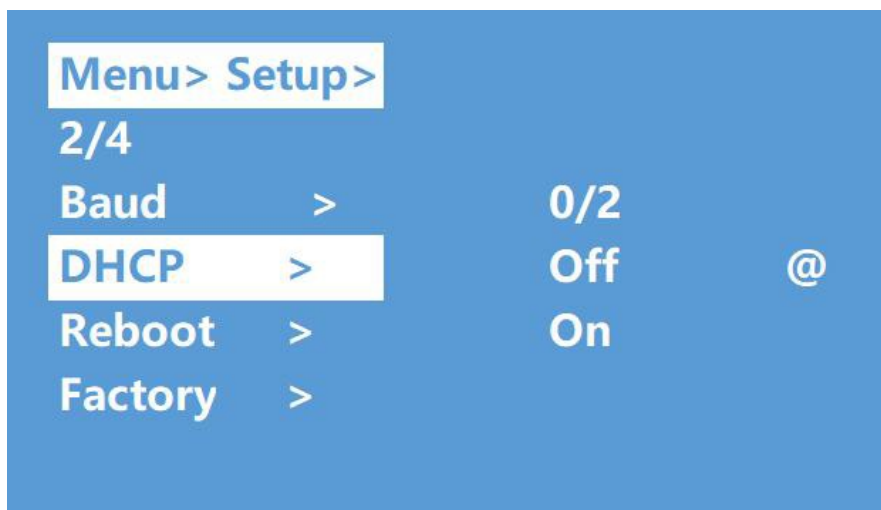 Menu> Setup>
2/4
Baud > 0/2
DHCP > Off @
Reboot > On
Factory >